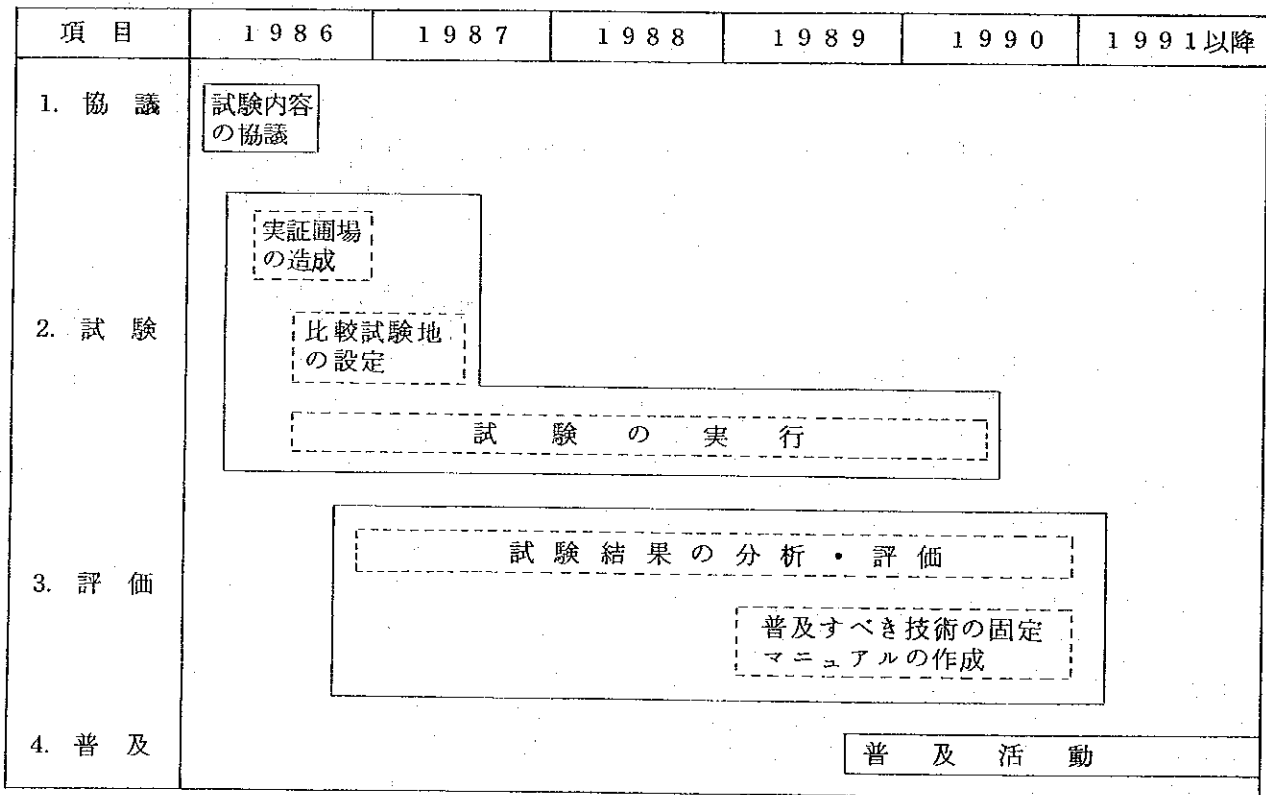 項目 1986 1987 1988 1989 1990 1991以降
1. 協議
試験内容
の協議
実証圃場
の造成
2. 試験
比較試験地
の設定
試験の実行
試験結果の分析・評価
3. 評価
普及すべき技術の固定
マニュアルの作成
4. 普及
普及活動